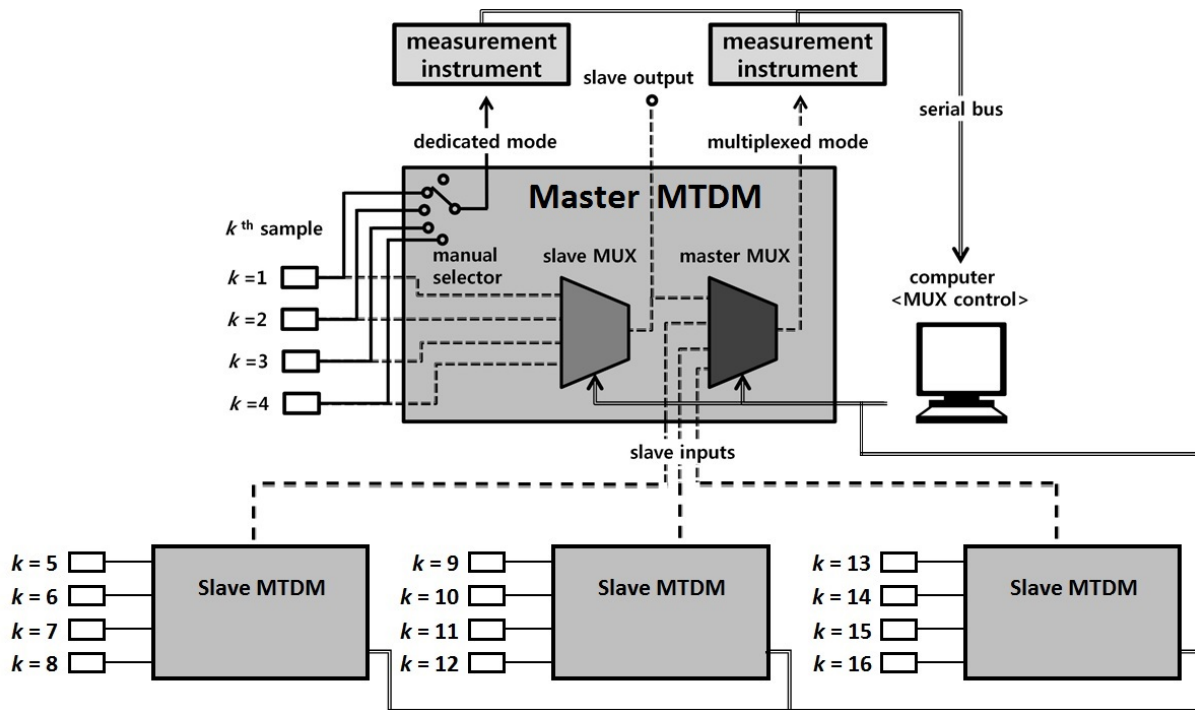 measurement
instrument
measurement
instrument
slave output
serial bus
dedicated mode
multiplexed mode
Master MTDM
k th sample
manual
selector
slave MUX
master MUX
computer
<MUX control>
k =1
k =2
k =3
k =4
slave inputs
k = 5
k = 6
k = 7
k = 8
Slave MTDM
k = 9
k = 10
k = 11
k = 12
Slave MTDM
k = 13
k = 14
k = 15
k = 16
Slave MTDM